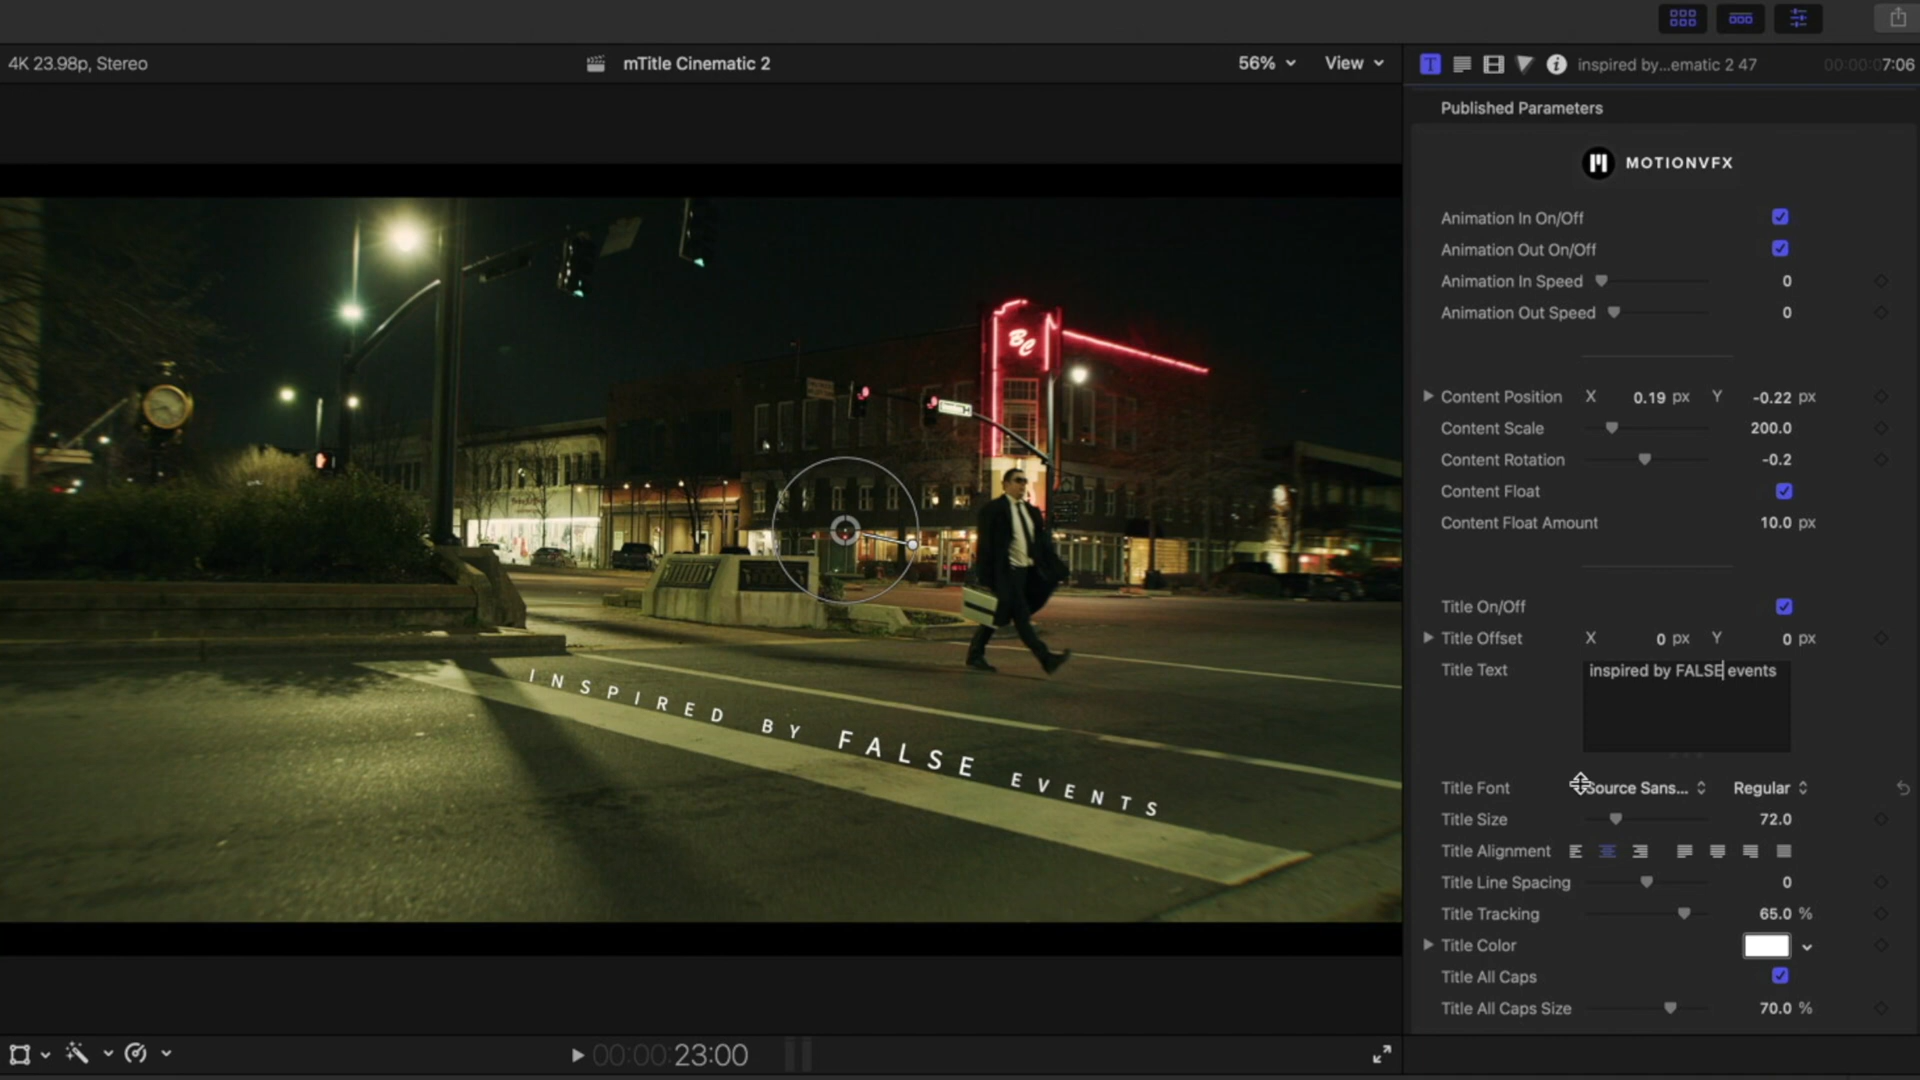 4K 23.98p, Stereo
mTitle Cinematic 2
56%
View
T
inspired by...ematic 2 47
00:00:07:06
Published Parameters
MOTIONVFX
Animation In On/Off
Animation Out On/Off
Animation In Speed 0
Animation Out Speed 0
Content Position X 0.19 px Y -0.22 px
Content Scale 200.0
Content Rotation -0.2
Content Float
Content Float Amount 10.0 px
Title On/Off
Title Offset X 0 px Y 0 px
Title Text inspired by FALSE events
Title Font Source Sans... Regular
Title Size 72.0
Title Alignment
Title Line Spacing 0
Title Tracking 65.0 %
Title Color
Title All Caps
Title All Caps Size 70.0 %
BC
INSPIRED BY FALSE EVENTS
00:00:23:00